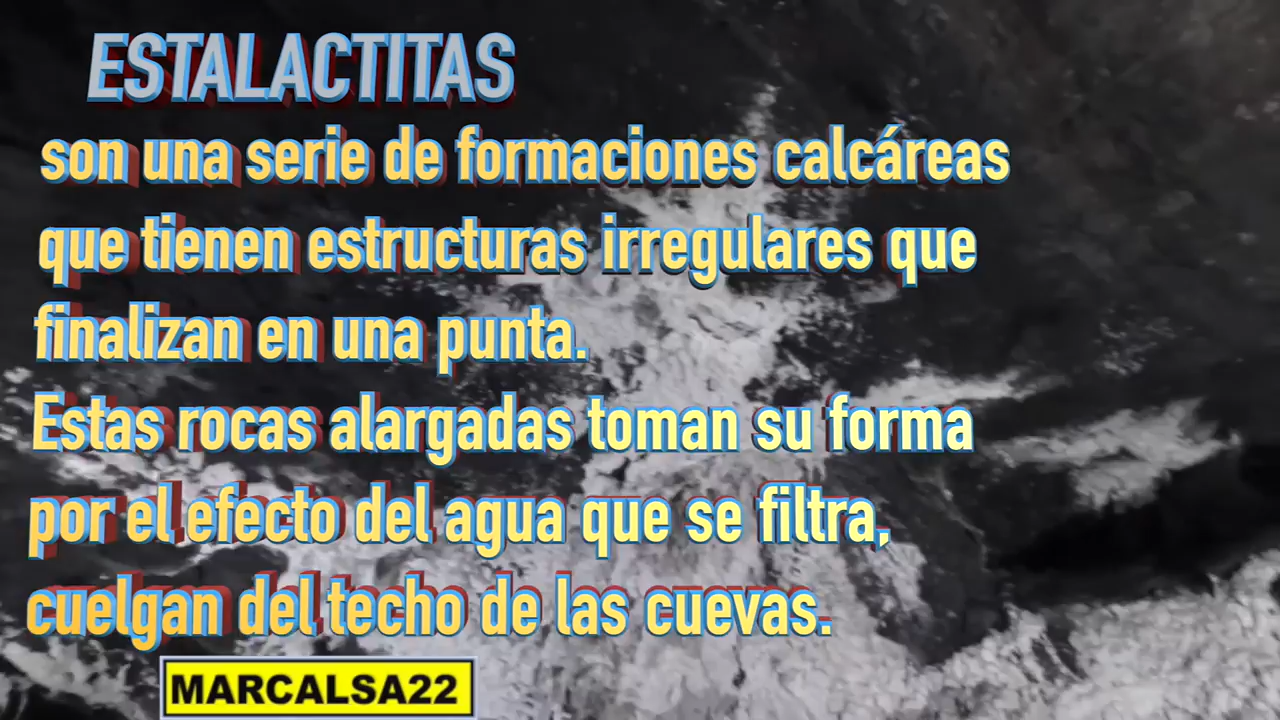 ESTALACTITAS
son una serie de formaciones calcáreas
que tienen estructuras irregulares que
finalizan en una punta.
Estas rocas alargadas toman su forma
por el efecto del agua que se filtra,
cuelgan del techo de las cuevas.
MARCALSA22